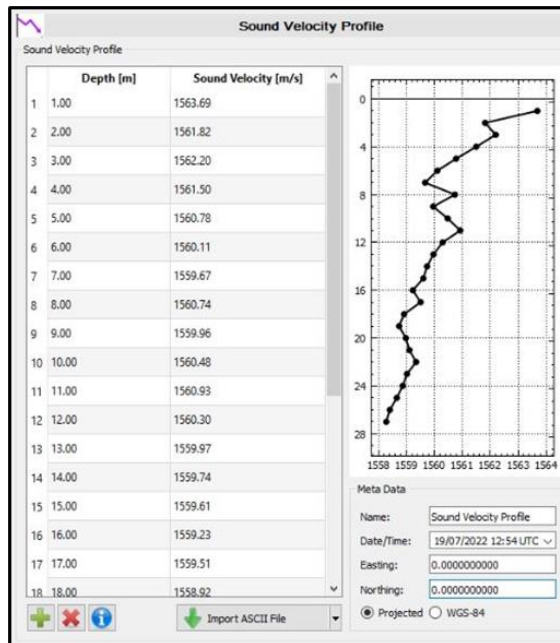 Sound Velocity Profile
Sound Velocity Profile
Depth [m] Sound Velocity [m/s]
1 1.00 1563.69
2 2.00 1561.82
3 3.00 1562.20
4 4.00 1561.50
5 5.00 1560.78
6 6.00 1560.11
7 7.00 1559.67
8 8.00 1560.74
9 9.00 1559.96
10 10.00 1560.48
11 11.00 1560.93
12 12.00 1560.30
13 13.00 1559.97
14 14.00 1559.74
15 15.00 1559.61
16 16.00 1559.23
17 17.00 1559.51
18 18.00 1558.92
Import ASCII File
0
4
8
12
16
20
24
28
1558 1559 1560 1561 1562 1563 1564
Meta Data
Name: Sound Velocity Profile
Date/Time: 19/07/2022 12:54 UTC
Easting: 0.0000000000
Northing: 0.0000000000
Projected WGS-84